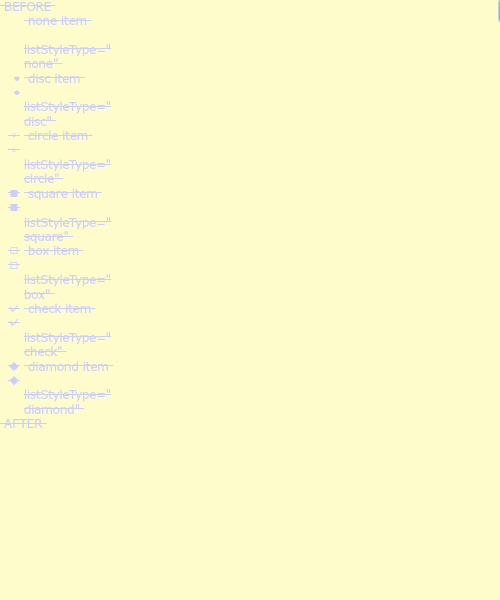 BEFORE
none item
listStyleType="
none"
disc item
listStyleType="
disc"
circle item
listStyleType="
circle"
square item
listStyleType="
square"
box item
listStyleType="
box"
check item
listStyleType="
check"
diamond item
listStyleType="
diamond"
AFTER